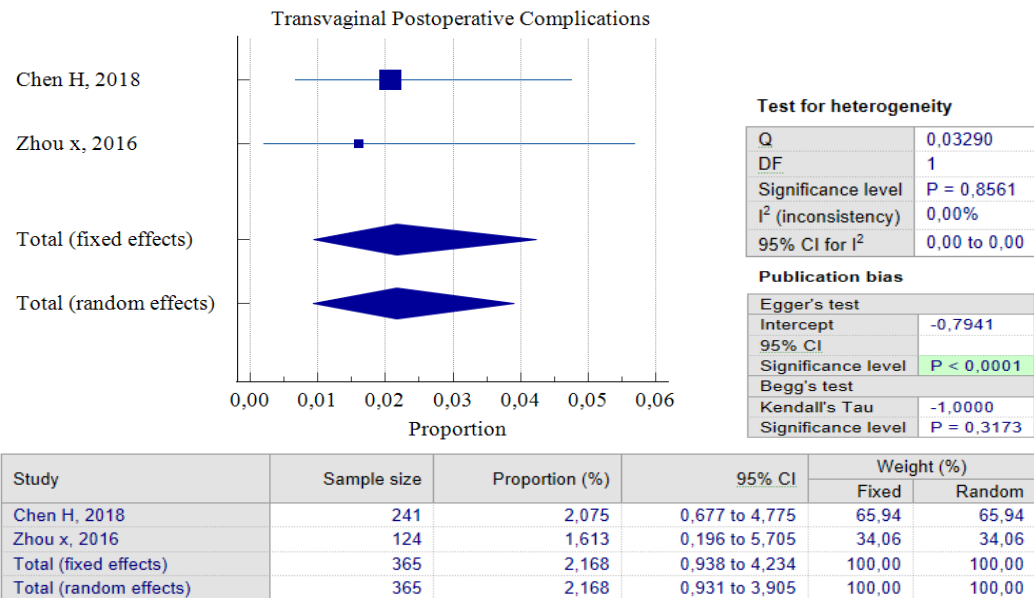 Transvaginal Postoperative Complications
Chen H, 2018
Zhou x, 2016
Total (fixed effects)
Total (random effects)
0,00 0,01 0,02 0,03 0,04 0,05 0,06
Proportion
Test for heterogeneity
Q 0,03290
DF 1
Significance level P = 0,8561
I² (inconsistency) 0,00%
95% CI for I² 0,00 to 0,00
Publication bias
Egger's test
Intercept -0,7941
95% CI
Significance level P < 0,0001
Begg's test
Kendall's Tau -1,0000
Significance level P = 0,3173
Study Sample size Proportion (%) 95% CI Weight (%)
Fixed Random
Chen H, 2018 241 2,075 0,677 to 4,775 65,94 65,94
Zhou x, 2016 124 1,613 0,196 to 5,705 34,06 34,06
Total (fixed effects) 365 2,168 0,938 to 4,234 100,00 100,00
Total (random effects) 365 2,168 0,931 to 3,905 100,00 100,00